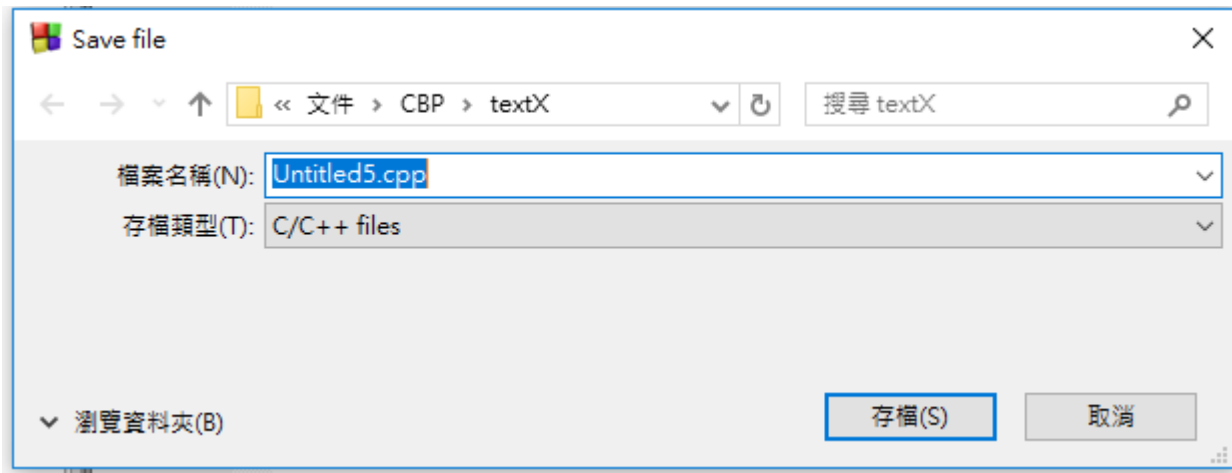 Save file
« 文件 › CBP › textX 搜尋 textX
檔案名稱(N): Untitled5.cpp
存檔類型(T): C/C++ files
瀏覽資料夾(B) 存檔(S) 取消